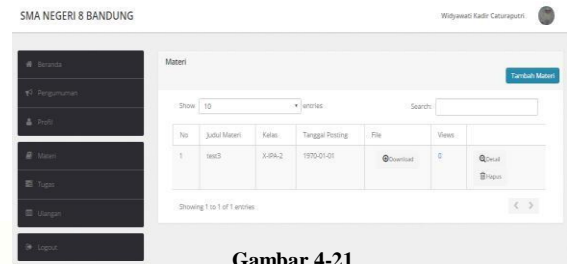 SMA NEGERI 8 BANDUNG
Widyawati Kadir Caturaputri
Beranda
Pengumuman
Profil
Materi
Tugas
Ulangan
Logout
Materi
Tambah Materi
Show 10 entries
Search:
No Judul Materi Kelas Tanggal Posting File Views
1 test3 X-IPA-2 1970-01-01 Download 0 Detail
Hapus
Showing 1 to 1 of 1 entries
Gambar 4-21